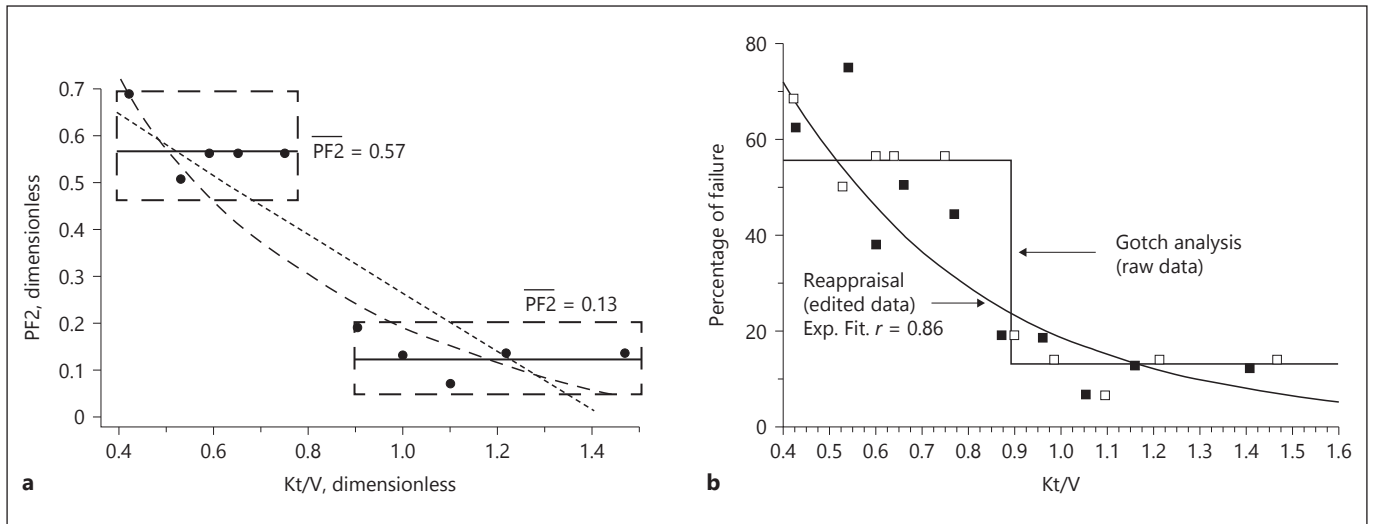 0.7
0.6
0.5
0.4
0.3
0.2
0.1
0
PF2, dimensionless
PF2 = 0.57
PF2 = 0.13
0.4 0.6 0.8 1.0 1.2 1.4
Kt/V, dimensionless
a
80
60
40
20
0
Percentage of failure
Gotch analysis
(raw data)
Reappraisal
(edited data)
Exp. Fit. r = 0.86
0.4 0.5 0.6 0.7 0.8 0.9 1.0 1.1 1.2 1.3 1.4 1.5 1.6
Kt/V
b